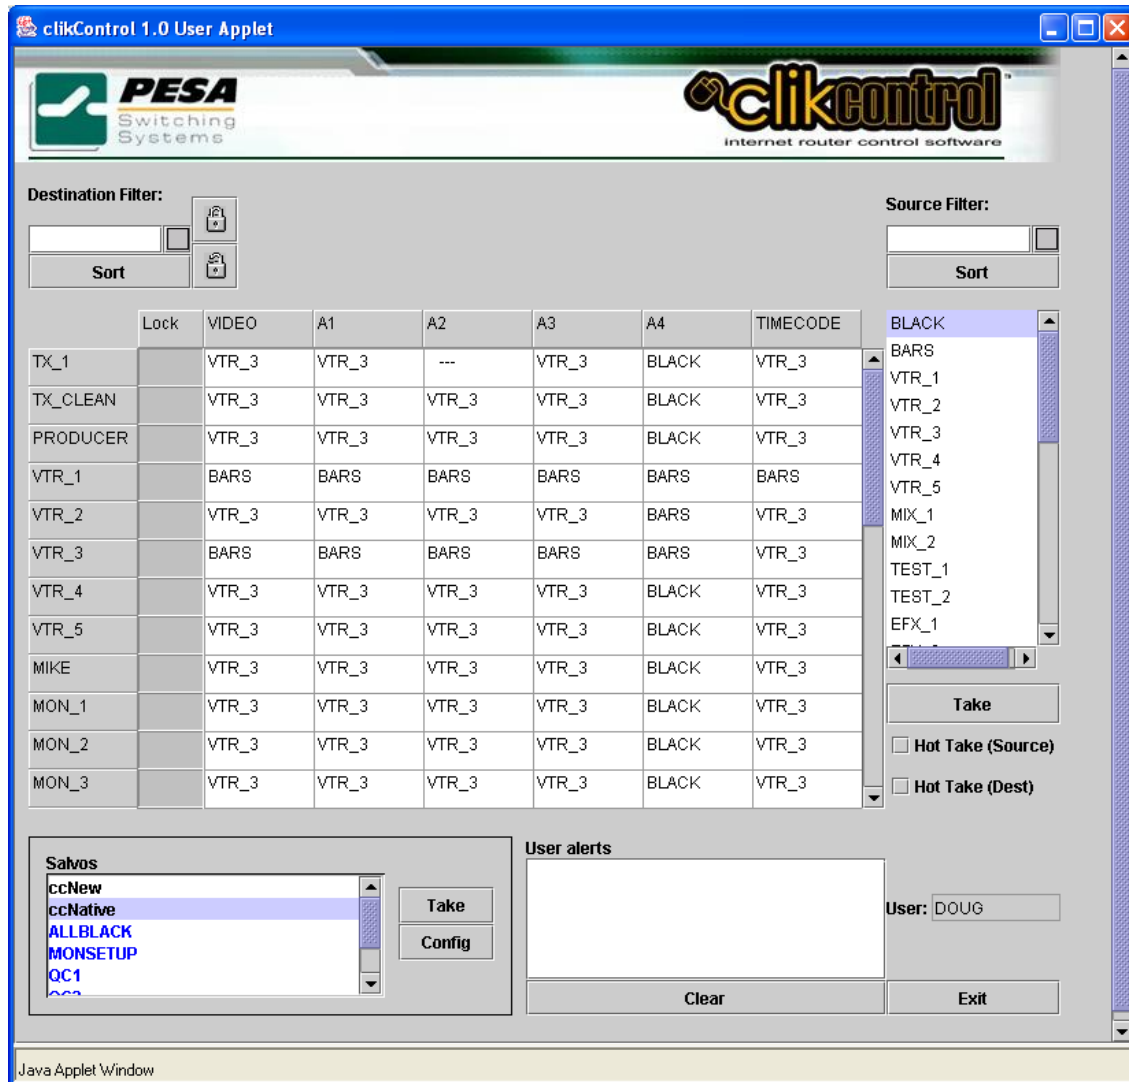 clikControl 1.0 User Applet
PESA
Switching
Systems
clikcontrol
internet router control software
Destination Filter:
Source Filter:
Sort
Sort
Lock VIDEO A1 A2 A3 A4 TIMECODE
TX_1 VTR_3 VTR_3 --- VTR_3 BLACK VTR_3
TX_CLEAN VTR_3 VTR_3 VTR_3 VTR_3 BLACK VTR_3
PRODUCER VTR_3 VTR_3 VTR_3 VTR_3 BLACK VTR_3
VTR_1 BARS BARS BARS BARS BARS BARS
VTR_2 VTR_3 VTR_3 VTR_3 VTR_3 BARS VTR_3
VTR_3 BARS BARS BARS BARS BARS VTR_3
VTR_4 VTR_3 VTR_3 VTR_3 VTR_3 BLACK VTR_3
VTR_5 VTR_3 VTR_3 VTR_3 VTR_3 BLACK VTR_3
MIKE VTR_3 VTR_3 VTR_3 VTR_3 BLACK VTR_3
MON_1 VTR_3 VTR_3 VTR_3 VTR_3 BLACK VTR_3
MON_2 VTR_3 VTR_3 VTR_3 VTR_3 BLACK VTR_3
MON_3 VTR_3 VTR_3 VTR_3 VTR_3 BLACK VTR_3
BLACK
BARS
VTR_1
VTR_2
VTR_3
VTR_4
VTR_5
MIX_1
MIX_2
TEST_1
TEST_2
EFX_1
Take
Hot Take (Source)
Hot Take (Dest)
Salvos
ccNew
ccNative
ALLBLACK
MONSETUP
QC1
Take
Config
User alerts
Clear
User: DOUG
Exit
Java Applet Window